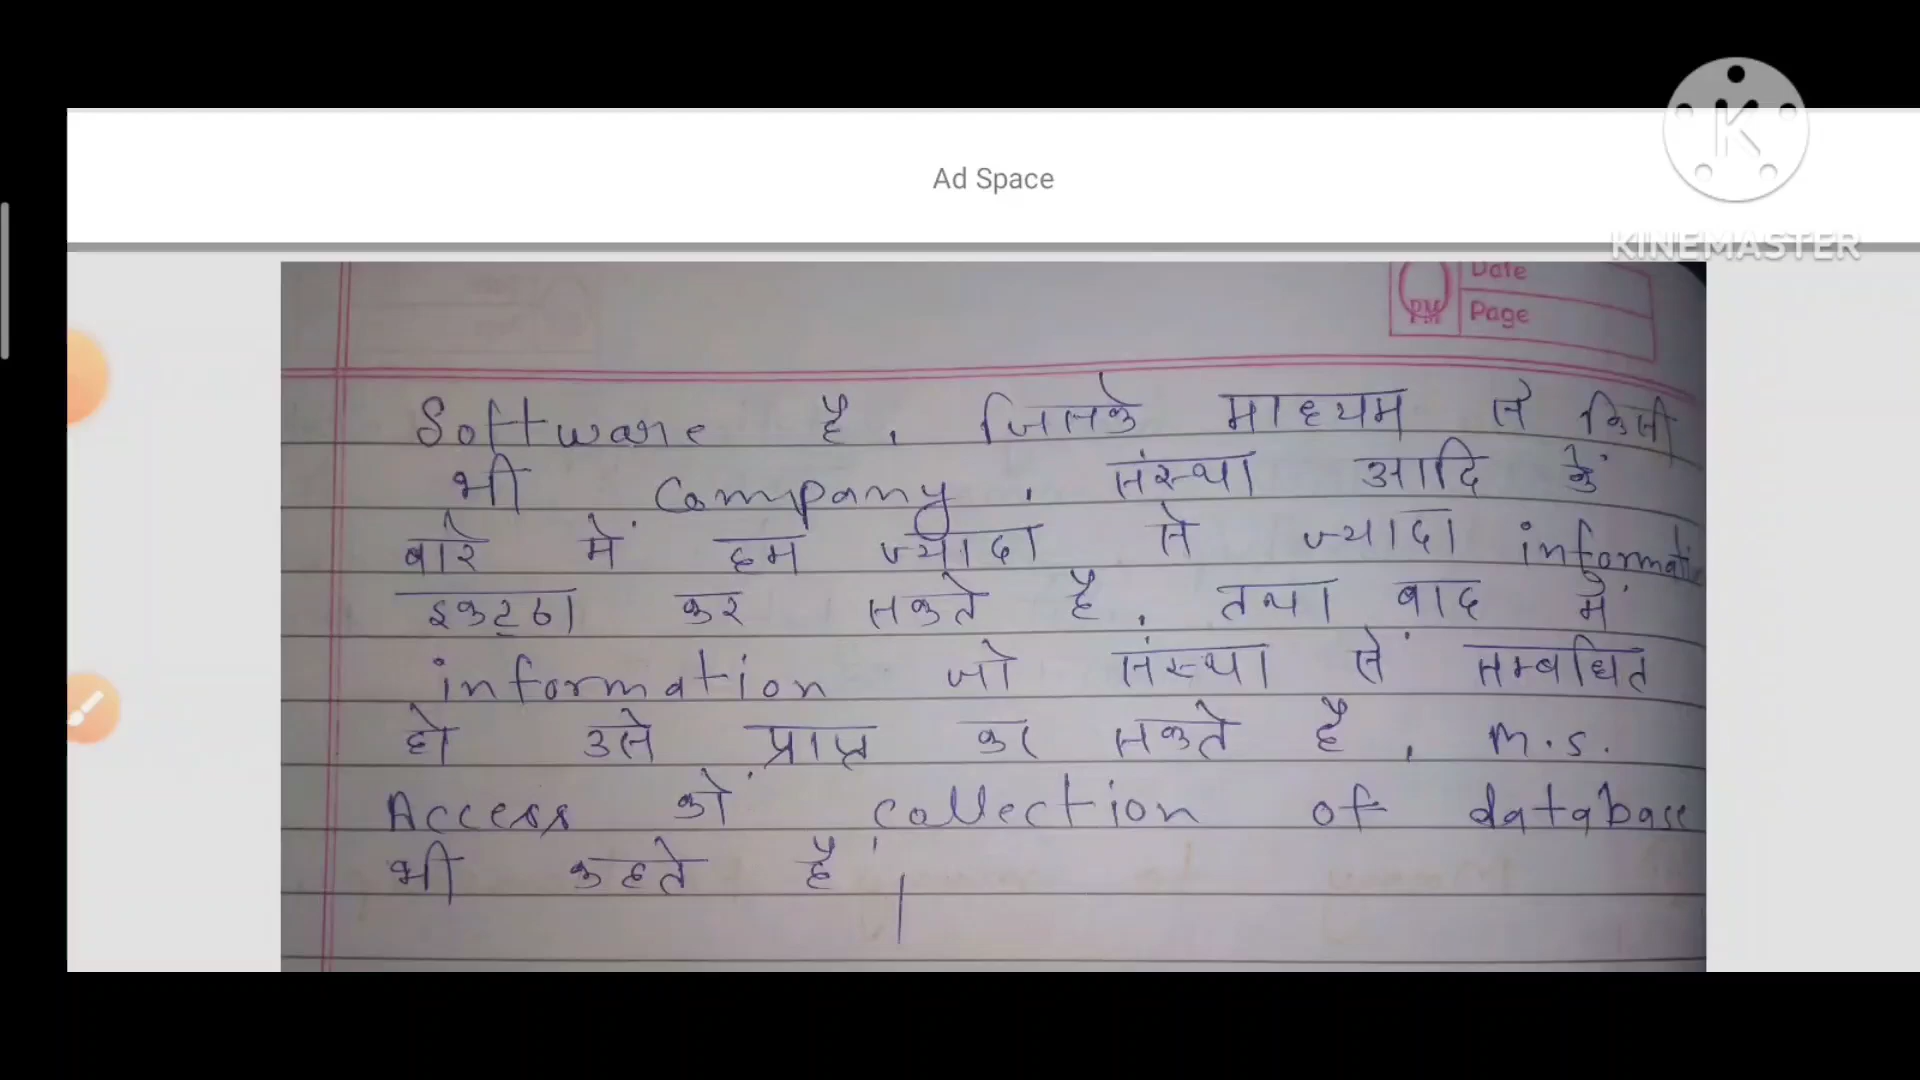 Ad Space
KINEMASTER
Date
Page
Software है, जिसके माध्यम से किसी
भी Company, संस्था आदि कें
बारे में हम ज्यादा से ज्यादा informati
इकट्ठा कर सकते है, तथा बाद में
information जो संस्था सें सम्बधित
हो उसे प्राप्त कर सकते है, M.S.
Access कों collection of database
भी कहते है।